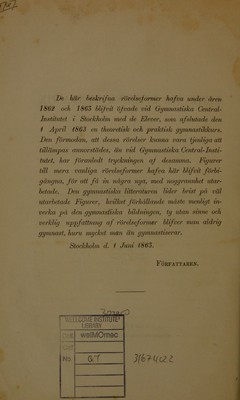 De här beskrifna rörelseformer hafva under åren
1862 och 1863 blifvit öfvade vid Gymnastiska Central-
Institutet i Stockholm med de Elever, som afslutade den
1 April 1863 en theoretisk och praktisk gymnastikkurs.
Den förmodan, att dessa rörelser kunna vara tjenliga att
tillämpas annorstädes, än vid Gymnastiska Central-Insti-
tutet, har föranledt tryckningen af desamma. Figurer
till mera vanliga rörelseformer hafva här blifvit förbi-
gångna, för att få in några nya, med noggrannhet utar-
betade. Den gymnastiska litteraturen lider brist på väl
utarbetade Figurer, hvilket förhållande måste menligt in-
verka på den gymnastiska bildningen, ty utan sinne och
verklig uppfattning af rörelseformer blifver man aldrig
gymnast, huru mycket man än gymnasticerar.
Stockholm d. 1 Juni 1863.
FÖRFATTAREN.
WELLCOME INSTITUTE
LIBRARY
Coll. welMOmec
Call
No. QT
31674022